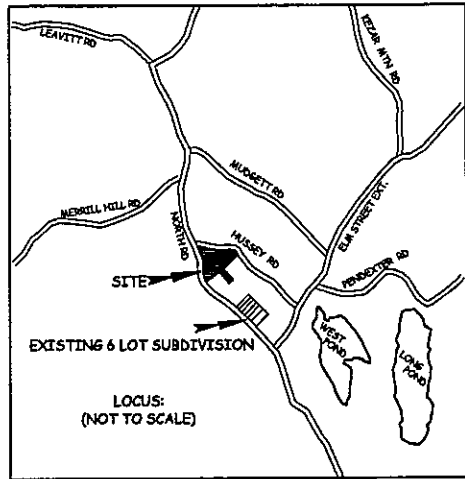 LEAVITT RD
KEZAR MTN RD
MUDGETT RD
MERRILL HILL RD
NORTH RD
HUSSEY RD
ELM STREET EXT.
PENDEXTER RD
SITE
EXISTING 6 LOT SUBDIVISION
WEST
POND
LONG
POND
LOCUS:
(NOT TO SCALE)